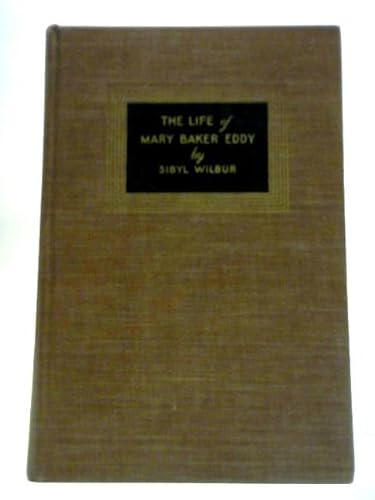 THE LIFE of
MARY BAKER EDDY
by
SIBYL WILBUR